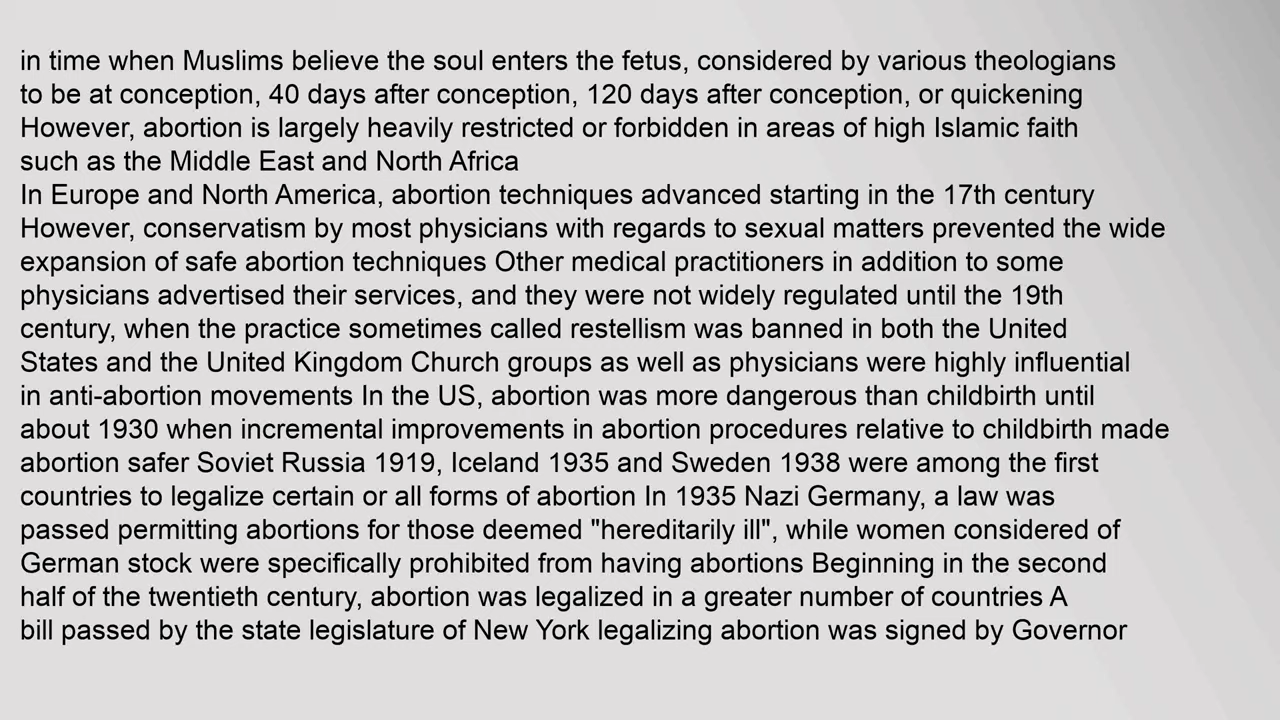 in time when Muslims believe the soul enters the fetus, considered by various theologians
to be at conception, 40 days after conception, 120 days after conception, or quickening
However, abortion is largely heavily restricted or forbidden in areas of high Islamic faith
such as the Middle East and North Africa
In Europe and North America, abortion techniques advanced starting in the 17th century
However, conservatism by most physicians with regards to sexual matters prevented the wide
expansion of safe abortion techniques Other medical practitioners in addition to some
physicians advertised their services, and they were not widely regulated until the 19th
century, when the practice sometimes called restellism was banned in both the United
States and the United Kingdom Church groups as well as physicians were highly influential
in anti-abortion movements In the US, abortion was more dangerous than childbirth until
about 1930 when incremental improvements in abortion procedures relative to childbirth made
abortion safer Soviet Russia 1919, Iceland 1935 and Sweden 1938 were among the first
countries to legalize certain or all forms of abortion In 1935 Nazi Germany, a law was
passed permitting abortions for those deemed "hereditarily ill", while women considered of
German stock were specifically prohibited from having abortions Beginning in the second
half of the twentieth century, abortion was legalized in a greater number of countries A
bill passed by the state legislature of New York legalizing abortion was signed by Governor